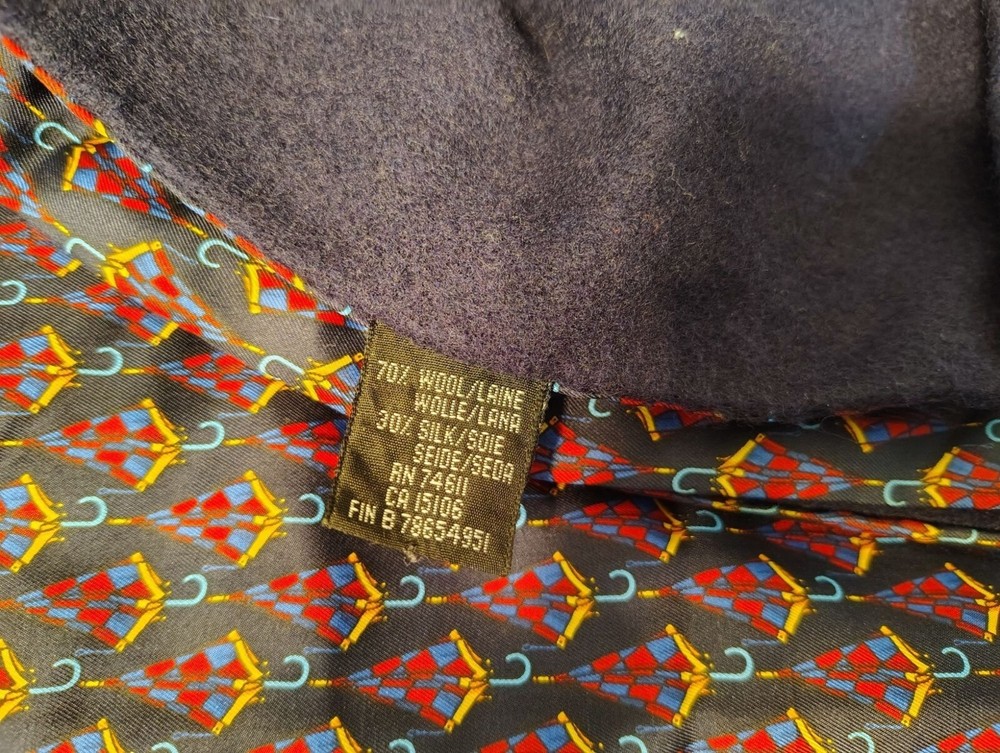 70% WOOL/LAINE
WOLLE/LANA
30% SILK/SOIE
SEIDE/SEDA
RN 74611
CA 15106
FIN B 78654951